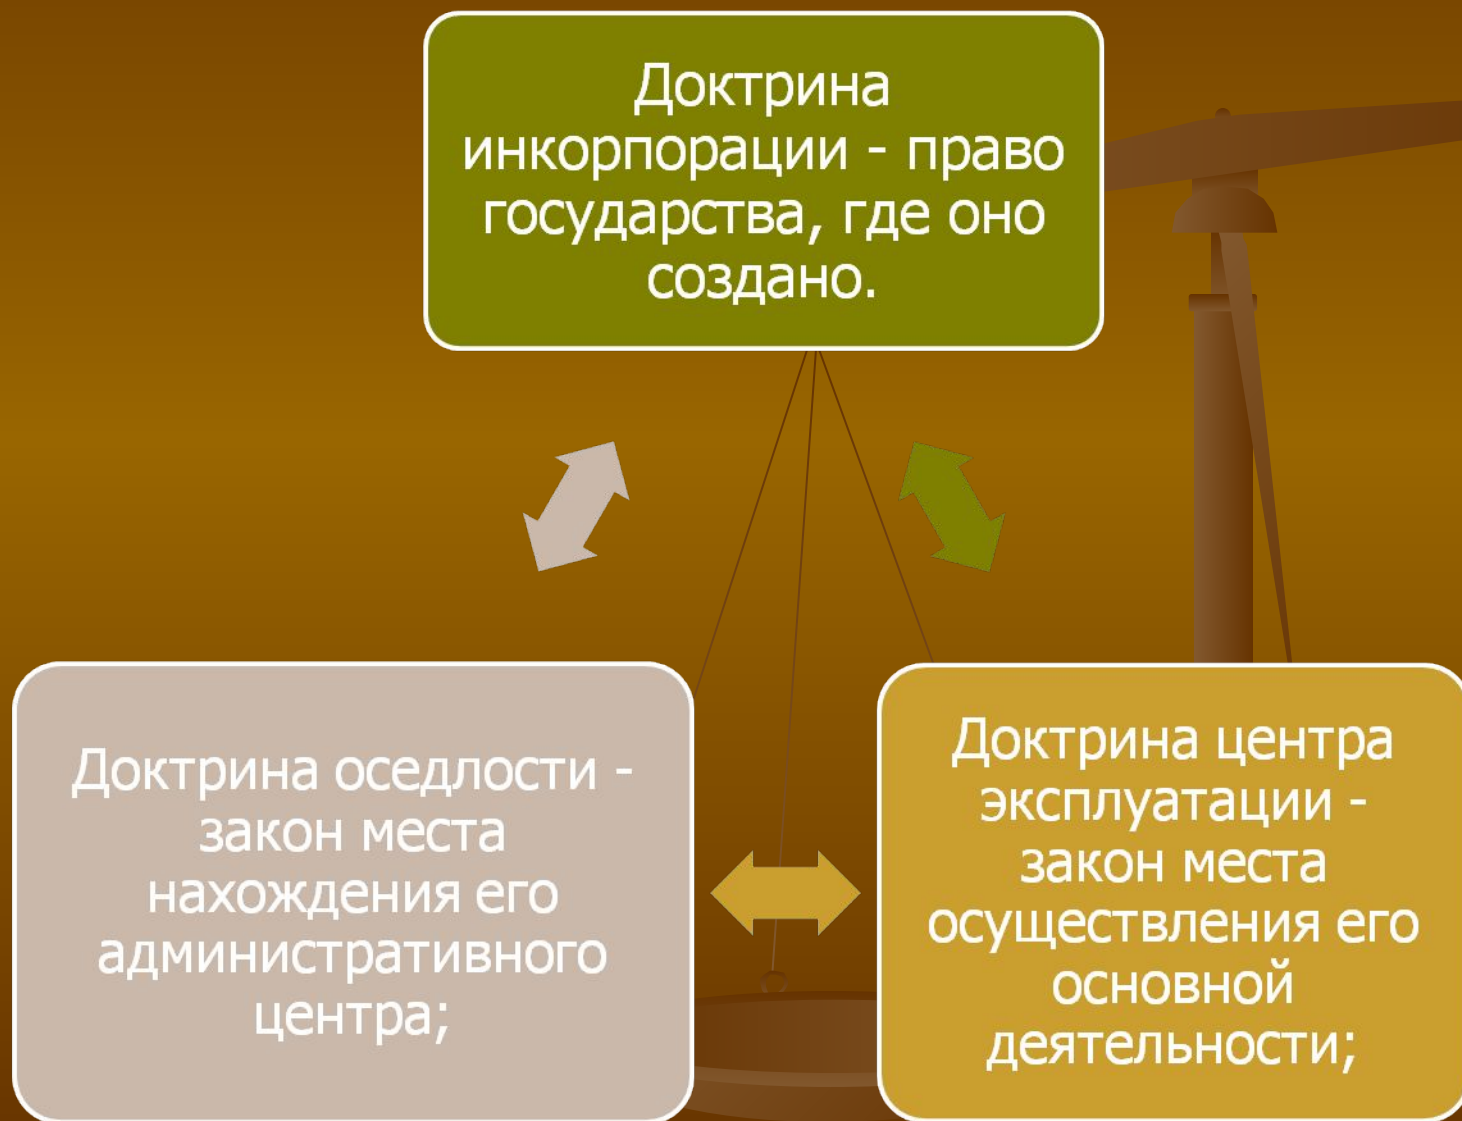 Доктрина
инкорпорации - право
государства, где оно
создано.
Доктрина оседлости -
закон места
нахождения его
административного
центра;
Доктрина центра
эксплуатации -
закон места
осуществления его
основной
деятельности;